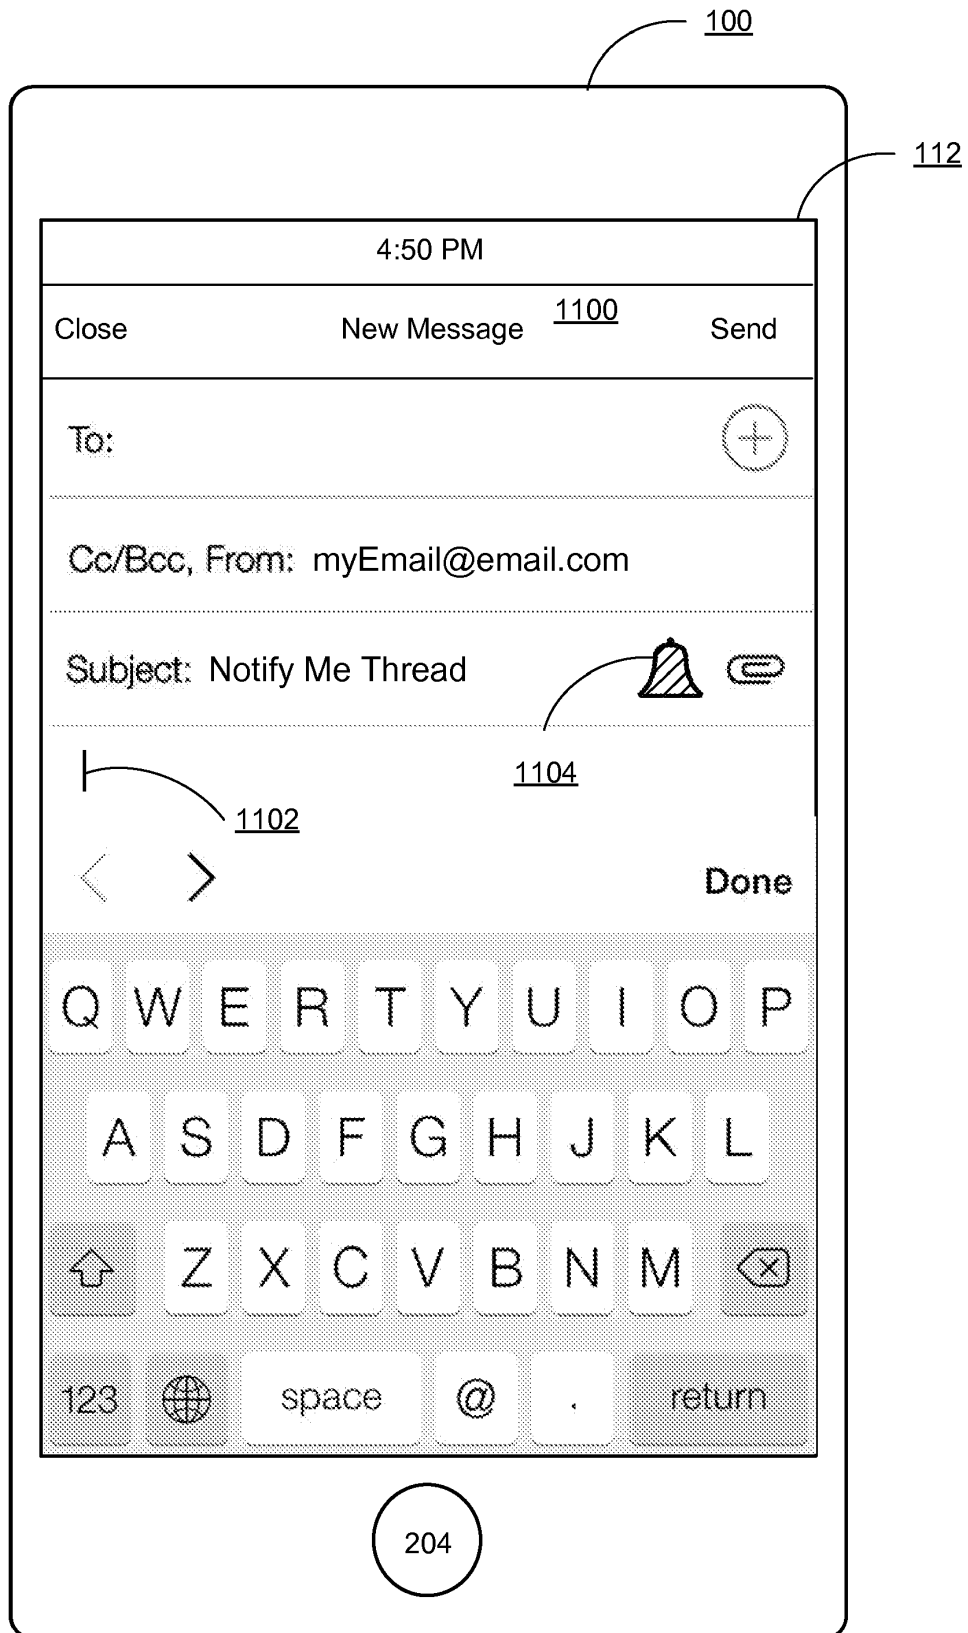 100
112
4:50 PM
Close New Message 1100 Send
To:
Cc/Bcc, From: myEmail@email.com
Subject: Notify Me Thread
1104
1102
Done
Q W E R T Y U I O P
A S D F G H J K L
Z X C V B N M
123 space @ . return
204